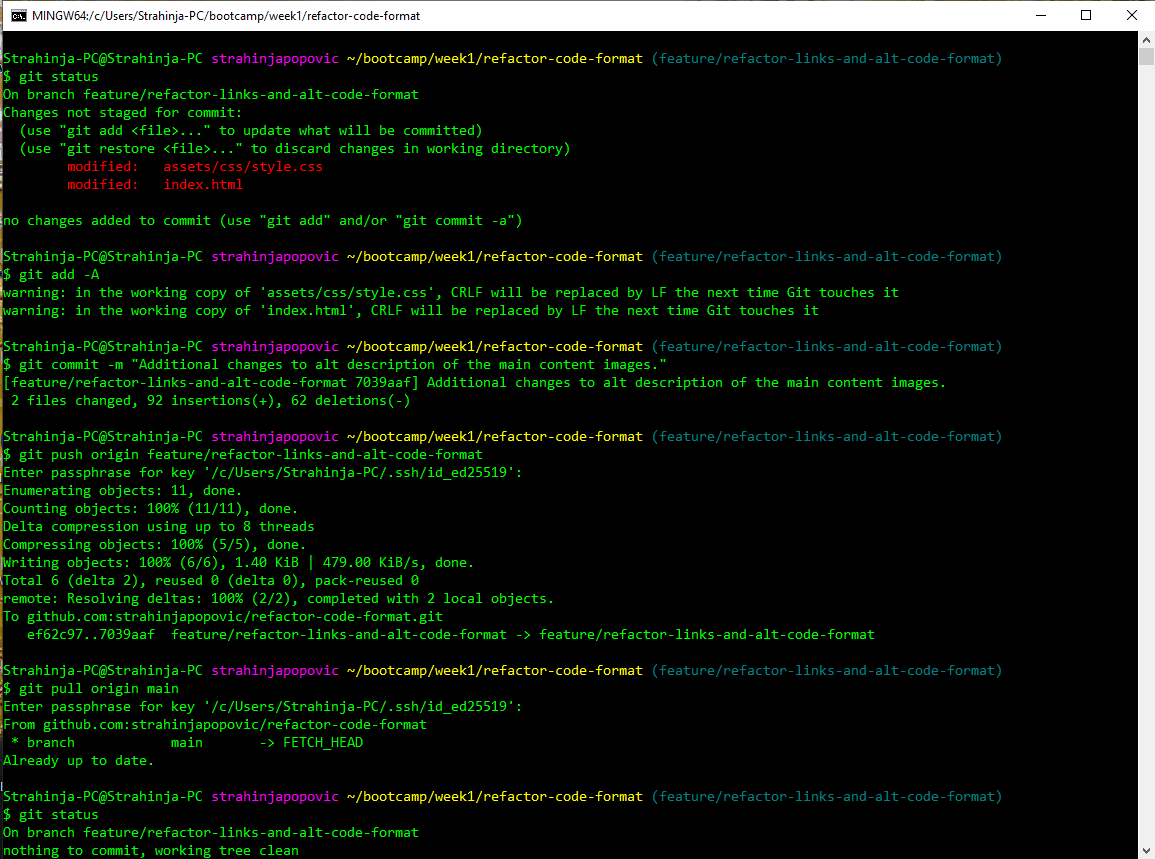 MINGW64:/c/Users/Strahinja-PC/bootcamp/week1/refactor-code-format
Strahinja-PC@Strahinja-PC strahinjapopovic ~/bootcamp/week1/refactor-code-format (feature/refactor-links-and-alt-code-format)
$ git status
On branch feature/refactor-links-and-alt-code-format
Changes not staged for commit:
  (use "git add <file>..." to update what will be committed)
  (use "git restore <file>..." to discard changes in working directory)
        modified:   assets/css/style.css
        modified:   index.html
no changes added to commit (use "git add" and/or "git commit -a")
Strahinja-PC@Strahinja-PC strahinjapopovic ~/bootcamp/week1/refactor-code-format (feature/refactor-links-and-alt-code-format)
$ git add -A
warning: in the working copy of 'assets/css/style.css', CRLF will be replaced by LF the next time Git touches it
warning: in the working copy of 'index.html', CRLF will be replaced by LF the next time Git touches it
Strahinja-PC@Strahinja-PC strahinjapopovic ~/bootcamp/week1/refactor-code-format (feature/refactor-links-and-alt-code-format)
$ git commit -m "Additional changes to alt description of the main content images."
[feature/refactor-links-and-alt-code-format 7039aaf] Additional changes to alt description of the main content images.
 2 files changed, 92 insertions(+), 62 deletions(-)
Strahinja-PC@Strahinja-PC strahinjapopovic ~/bootcamp/week1/refactor-code-format (feature/refactor-links-and-alt-code-format)
$ git push origin feature/refactor-links-and-alt-code-format
Enter passphrase for key '/c/Users/Strahinja-PC/.ssh/id_ed25519':
Enumerating objects: 11, done.
Counting objects: 100% (11/11), done.
Delta compression using up to 8 threads
Compressing objects: 100% (5/5), done.
Writing objects: 100% (6/6), 1.40 KiB | 479.00 KiB/s, done.
Total 6 (delta 2), reused 0 (delta 0), pack-reused 0
remote: Resolving deltas: 100% (2/2), completed with 2 local objects.
To github.com:strahinjapopovic/refactor-code-format.git
   ef62c97..7039aaf  feature/refactor-links-and-alt-code-format -> feature/refactor-links-and-alt-code-format
Strahinja-PC@Strahinja-PC strahinjapopovic ~/bootcamp/week1/refactor-code-format (feature/refactor-links-and-alt-code-format)
$ git pull origin main
Enter passphrase for key '/c/Users/Strahinja-PC/.ssh/id_ed25519':
From github.com:strahinjapopovic/refactor-code-format
 * branch            main       -> FETCH_HEAD
Already up to date.
Strahinja-PC@Strahinja-PC strahinjapopovic ~/bootcamp/week1/refactor-code-format (feature/refactor-links-and-alt-code-format)
$ git status
On branch feature/refactor-links-and-alt-code-format
nothing to commit, working tree clean